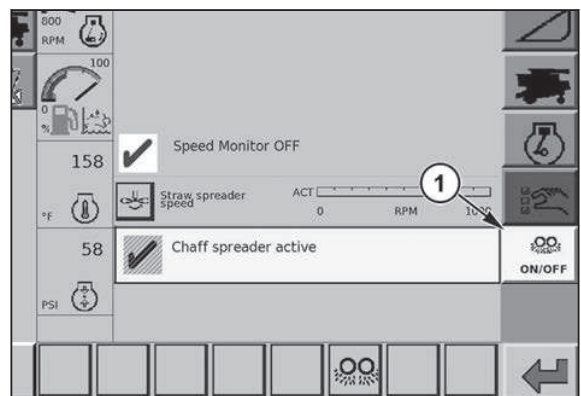 800
RPM
100
0
%
158
°F
58
PSI
Speed Monitor OFF
Straw spreader
speed
ACT
0
RPM
1000
Chaff spreader active
1
ON/OFF